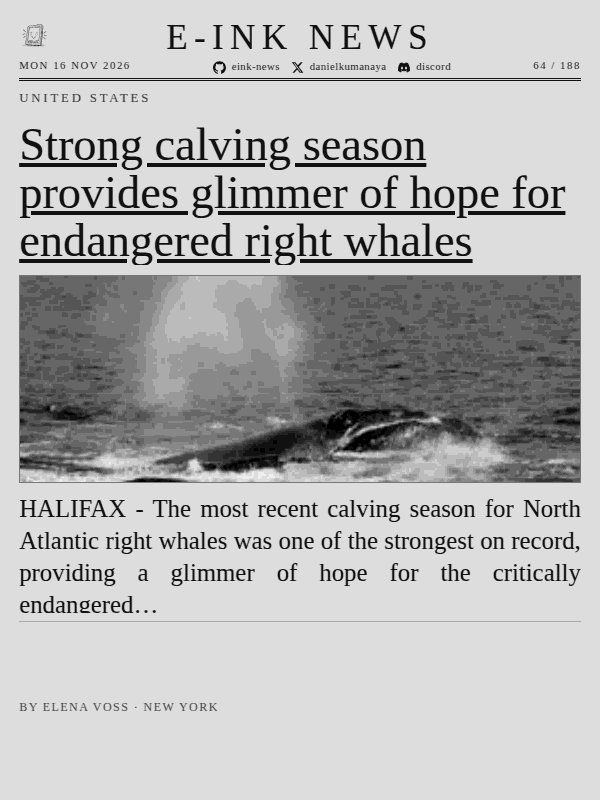 E-INK NEWS
MON 16 NOV 2026
eink-news danielkumanaya discord
64 / 188
UNITED STATES
Strong calving season
provides glimmer of hope for
endangered right whales
HALIFAX - The most recent calving season for North
Atlantic right whales was one of the strongest on record,
providing a glimmer of hope for the critically
endangered…
BY ELENA VOSS · NEW YORK